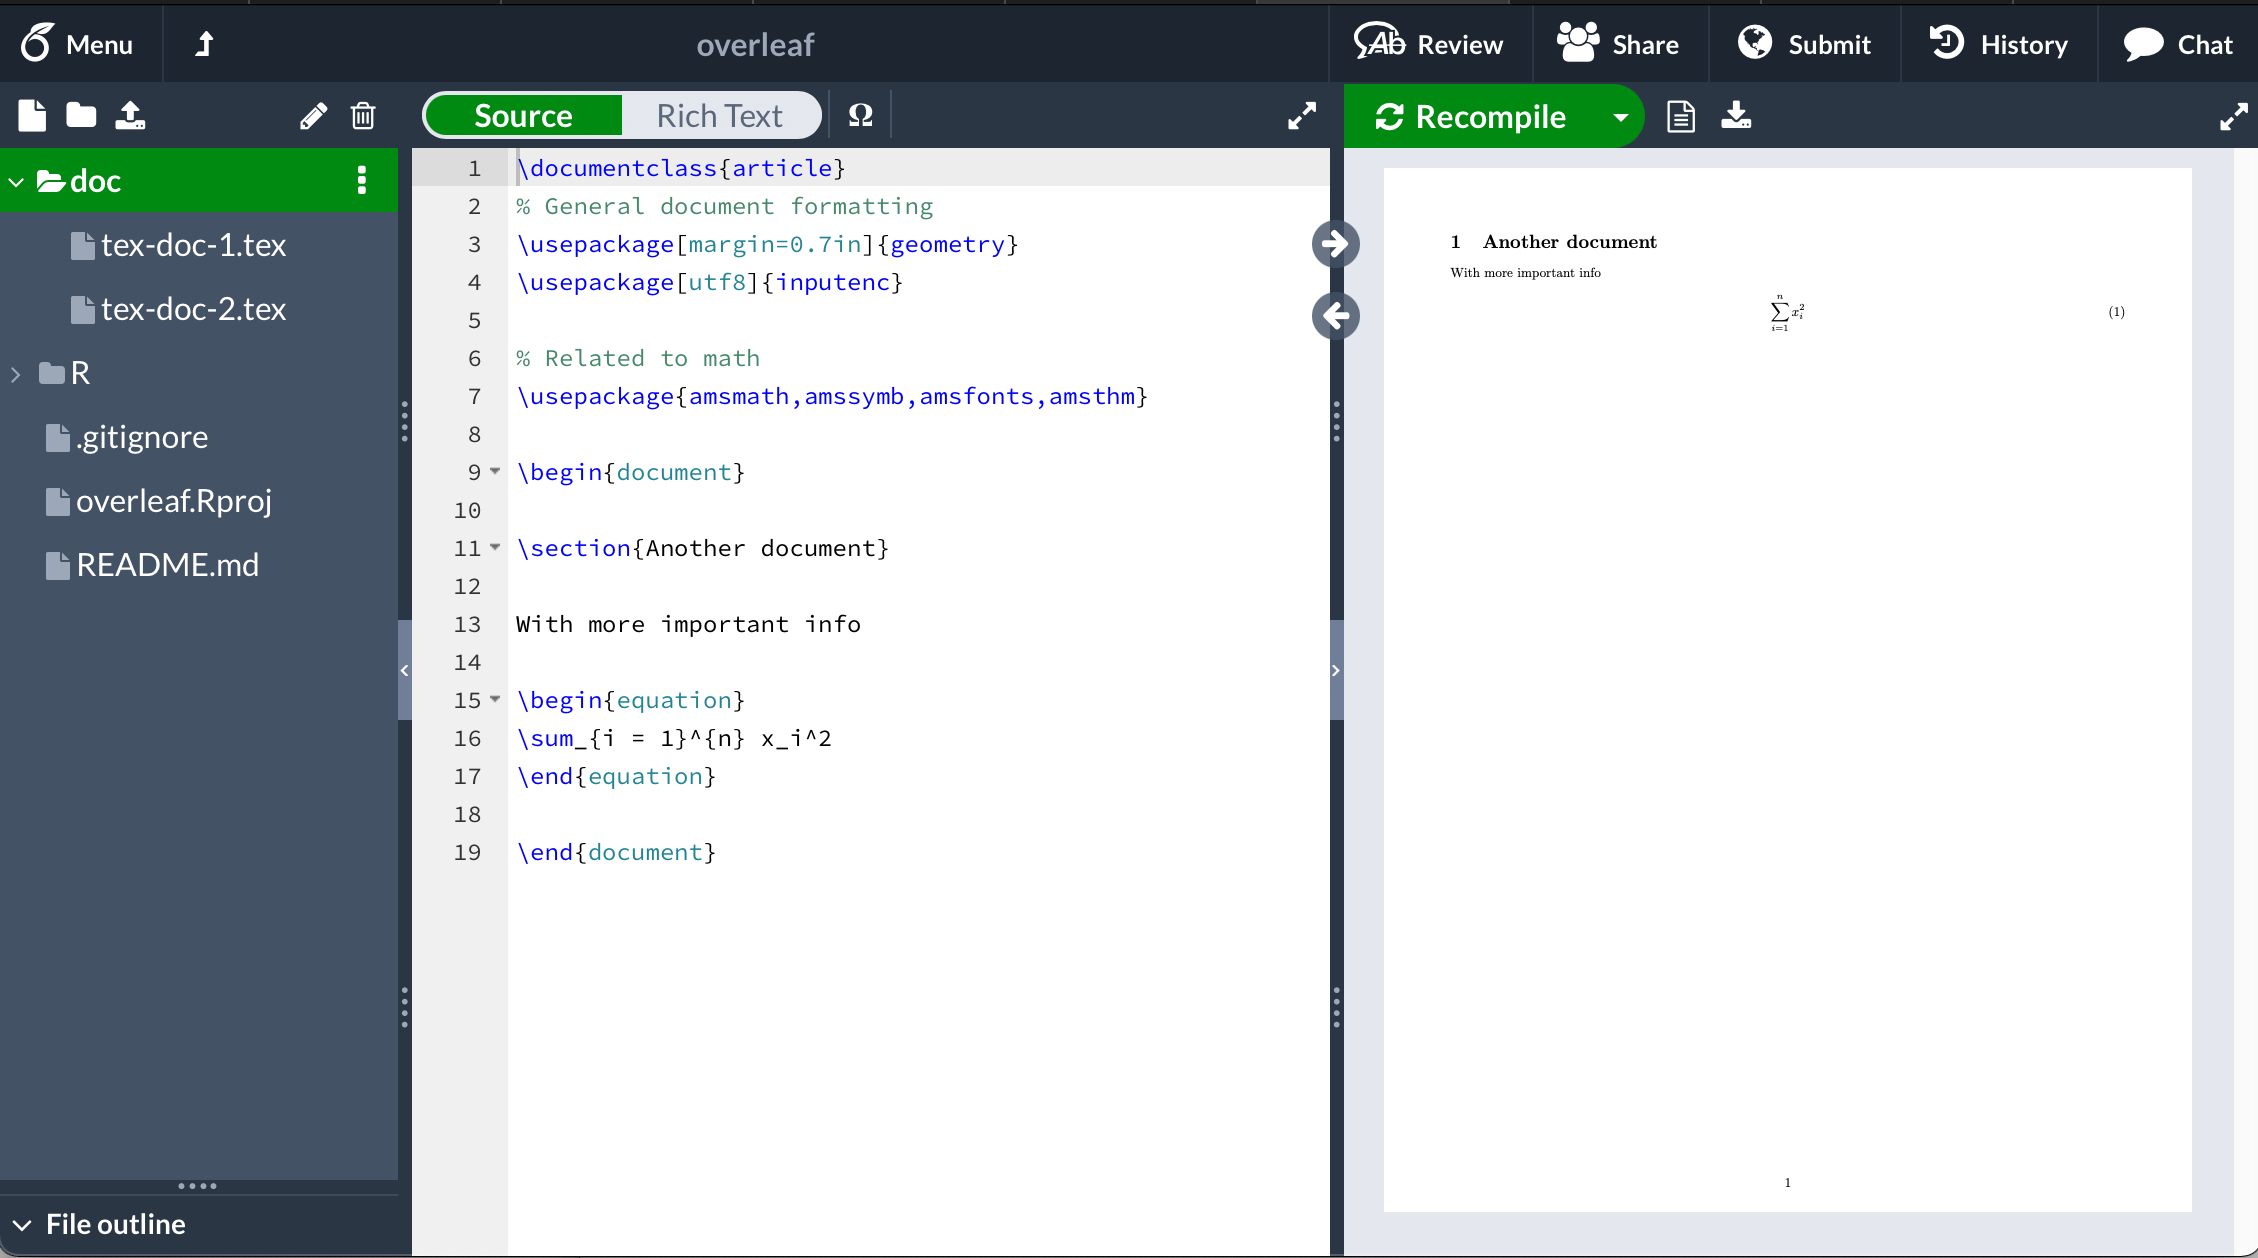 Menu
overleaf
Review
Share
Submit
History
Chat
Source
Rich Text
Ω
Recompile
doc
tex-doc-1.tex
tex-doc-2.tex
R
.gitignore
overleaf.Rproj
README.md
File outline
1 \documentclass{article}
2 % General document formatting
3 \usepackage[margin=0.7in]{geometry}
4 \usepackage[utf8]{inputenc}
5
6 % Related to math
7 \usepackage{amsmath,amssymb,amsfonts,amsthm}
8
9 \begin{document}
10
11 \section{Another document}
12
13 With more important info
14
15 \begin{equation}
16 \sum_{i = 1}^{n} x_i^2
17 \end{equation}
18
19 \end{document}
1 Another document
With more important info
n
∑ x_i^2 (1)
i=1
1